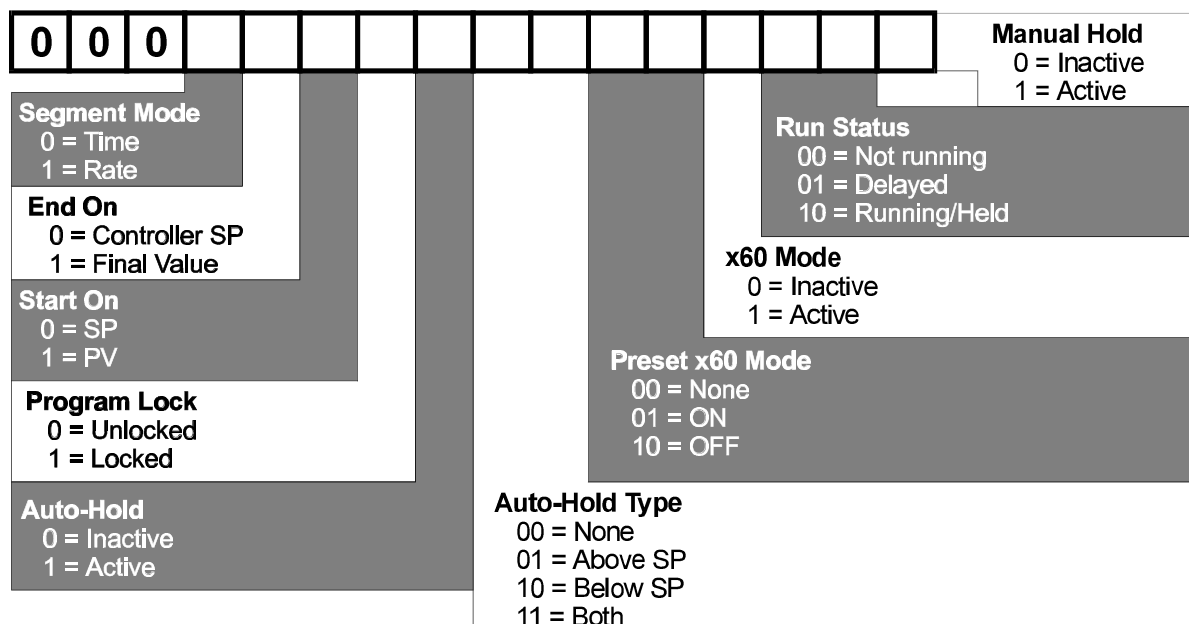 0 0 0
Manual Hold
0 = Inactive
1 = Active
Segment Mode
0 = Time
1 = Rate
Run Status
00 = Not running
01 = Delayed
10 = Running/Held
End On
0 = Controller SP
1 = Final Value
x60 Mode
0 = Inactive
1 = Active
Start On
0 = SP
1 = PV
Preset x60 Mode
00 = None
01 = ON
10 = OFF
Program Lock
0 = Unlocked
1 = Locked
Auto-Hold
0 = Inactive
1 = Active
Auto-Hold Type
00 = None
01 = Above SP
10 = Below SP
11 = Both